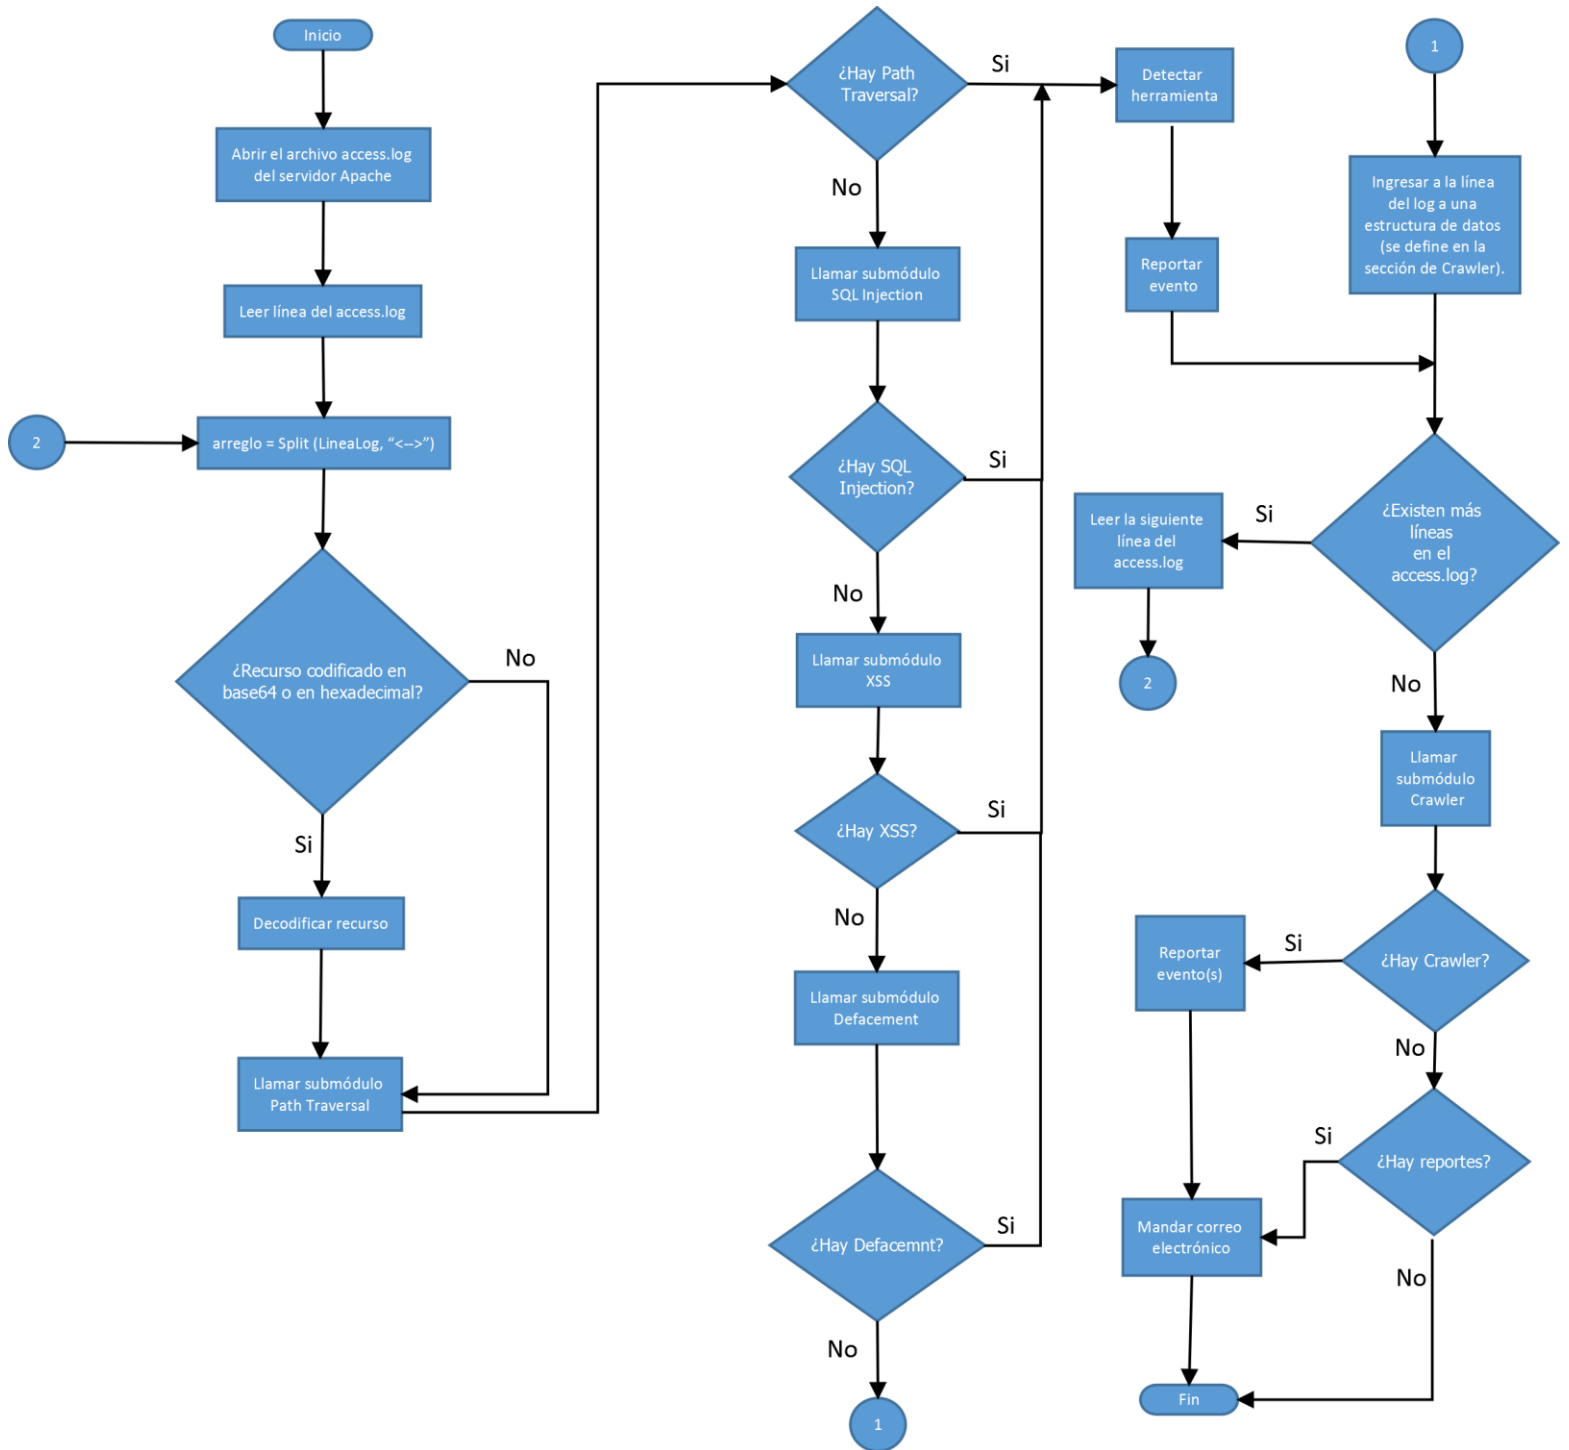 Inicio
Abrir el archivo access.log
del servidor Apache
Leer línea del access.log
2
arreglo = Split (LineaLog, “<-->”)
¿Recurso codificado en
base64 o en hexadecimal?
No
Si
Decodificar recurso
Llamar submódulo
Path Traversal
¿Hay Path
Traversal?
Si
No
Llamar submódulo
SQL Injection
¿Hay SQL
Injection?
Si
No
Llamar submódulo
XSS
¿Hay XSS?
Si
No
Llamar submódulo
Defacement
¿Hay Defacemnt?
Si
No
1
Detectar
herramienta
Reportar
evento
1
Ingresar a la línea
del log a una
estructura de datos
(se define en la
sección de Crawler).
¿Existen más
líneas
en el
access.log?
Si
Leer la siguiente
línea del
access.log
2
No
Llamar
submódulo
Crawler
¿Hay Crawler?
Si
Reportar
evento(s)
No
¿Hay reportes?
Si
Mandar correo
electrónico
No
Fin